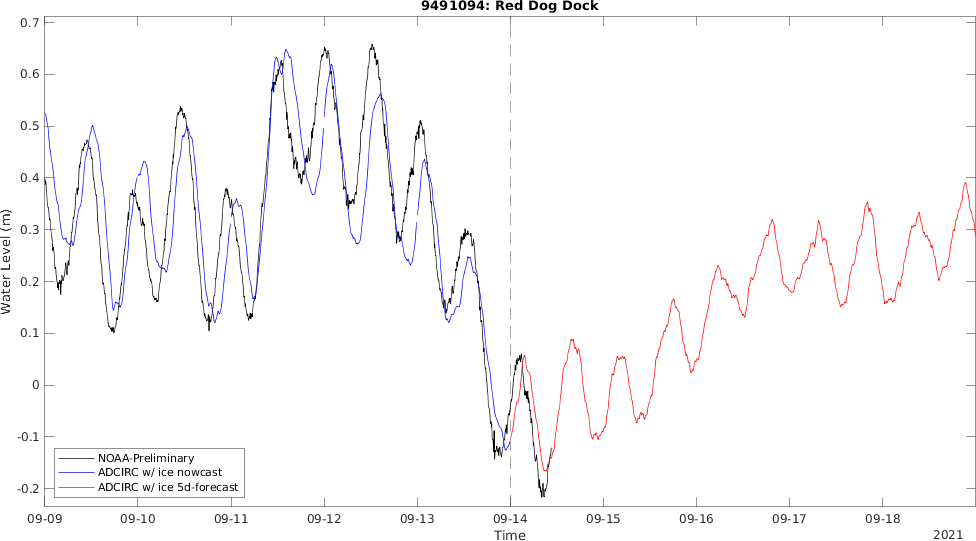 9491094: Red Dog Dock
Water Level (m)
0.7
0.6
0.5
0.4
0.3
0.2
0.1
0
-0.1
-0.2
NOAA-Preliminary
ADCIRC w/ ice nowcast
ADCIRC w/ ice 5d-forecast
09-09 09-10 09-11 09-12 09-13 09-14 09-15 09-16 09-17 09-18
Time
2021